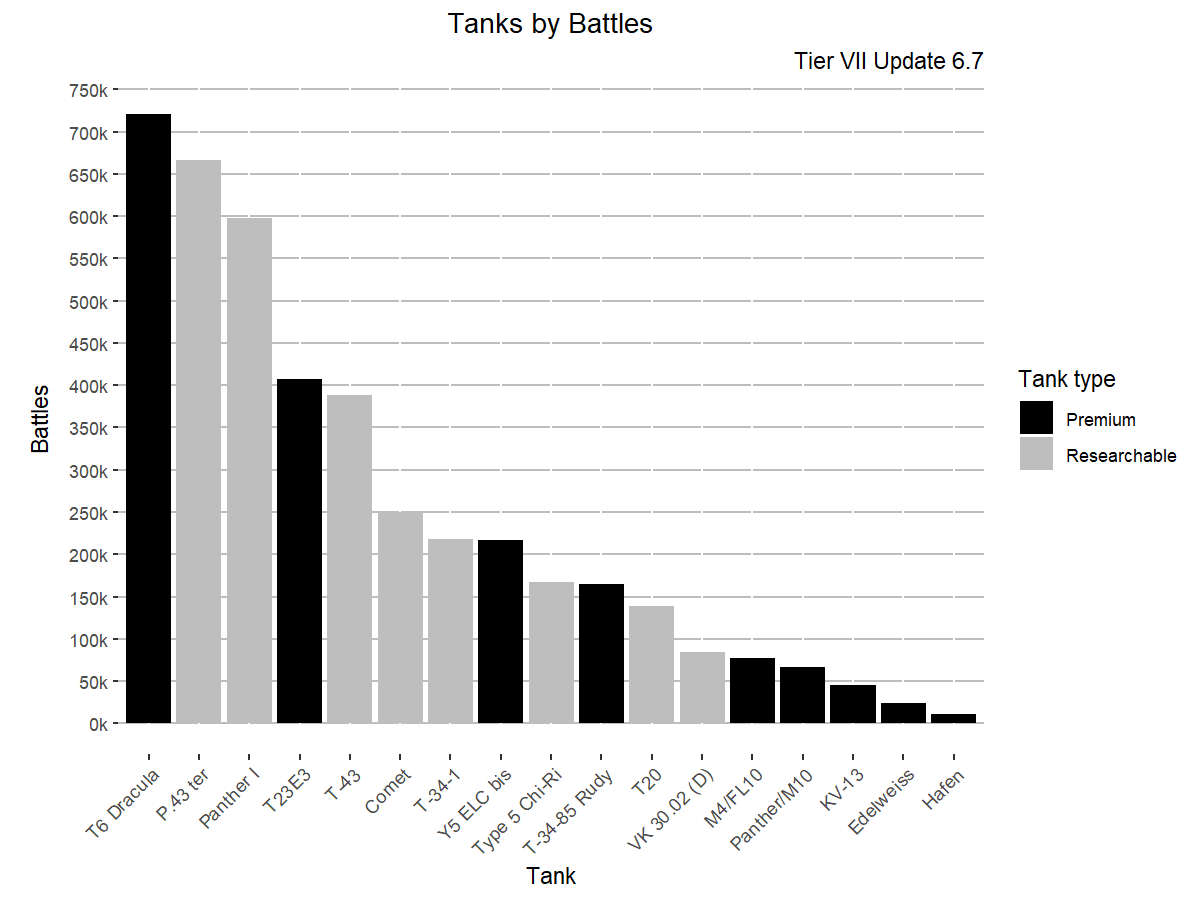 Tanks by Battles
Tier VII Update 6.7
Battles
750k
700k
650k
600k
550k
500k
450k
400k
350k
300k
250k
200k
150k
100k
50k
0k
T6 Dracula
P.43 ter
Panther I
T23E3
T-43
Comet
T-34-1
Y5 ELC bis
Type 5 Chi-Ri
T-34-85 Rudy
T20
VK 30.02 (D)
M4/FL10
Panther/M10
KV-13
Edelweiss
Hafen
Tank
Tank type
Premium
Researchable